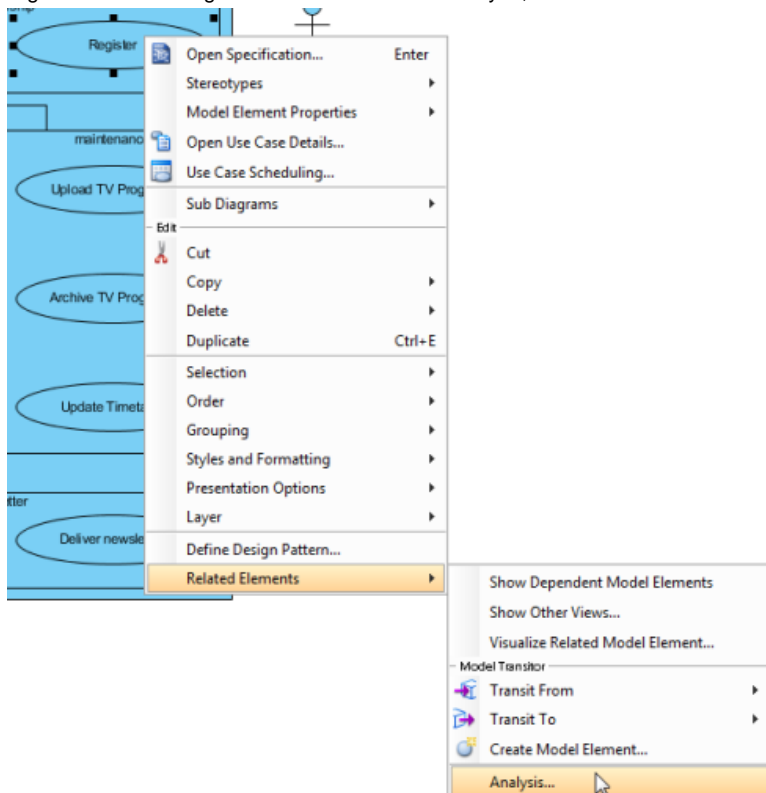 Register
Open Specification... Enter
Stereotypes
Model Element Properties
maintenanc
Open Use Case Details...
Use Case Scheduling...
Upload TV Prog
Sub Diagrams
Edit
Cut
Copy
Archive TV Prog
Delete
Duplicate Ctrl+E
Selection
Order
Update Timeta
Grouping
Styles and Formatting
Presentation Options
tter
Layer
Deliver newsle
Define Design Pattern...
Related Elements
Show Dependent Model Elements
Show Other Views...
Visualize Related Model Element...
Model Transitor
Transit From
Transit To
Create Model Element...
Analysis...